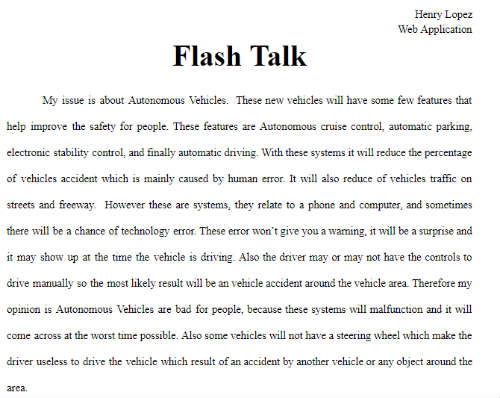 Henry Lopez
Web Application
Flash Talk
My issue is about Autonomous Vehicles. These new vehicles will have some few features that
help improve the safety for people. These features are Autonomous cruise control, automatic parking,
electronic stability control, and finally automatic driving. With these systems it will reduce the percentage
of vehicles accident which is mainly caused by human error. It will also reduce of vehicles traffic on
streets and freeway. However these are systems, they relate to a phone and computer, and sometimes
there will be a chance of technology error. These error won't give you a warning, it will be a surprise and
it may show up at the time the vehicle is driving. Also the driver may or may not have the controls to
drive manually so the most likely result will be an vehicle accident around the vehicle area. Therefore my
opinion is Autonomous Vehicles are bad for people, because these systems will malfunction and it will
come across at the worst time possible. Also some vehicles will not have a steering wheel which make the
driver useless to drive the vehicle which result of an accident by another vehicle or any object around the
area.